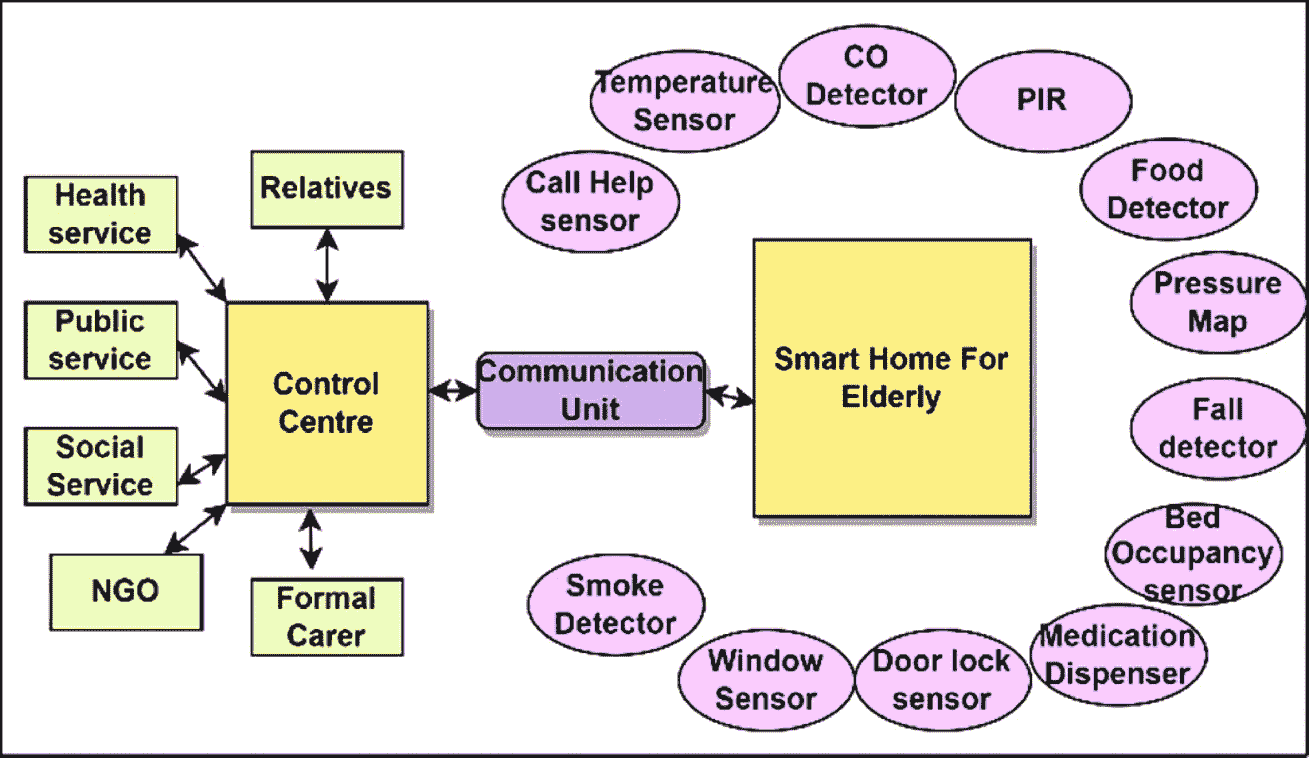 Temperature
Sensor
CO
Detector
PIR
Food
Detector
Call Help
sensor
Relatives
Health
service
Pressure
Map
Public
service
Smart Home For
Elderly
Communication
Unit
Control
Centre
Fall
detector
Social
Service
Bed
Occupancy
sensor
NGO
Formal
Carer
Smoke
Detector
Window
Sensor
Door lock
sensor
Medication
Dispenser